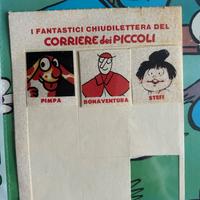 I FANTASTICI CHIUDILETTERA DEL
CORRIERE dei PICCOLI
PIMPA
BONAVENTURA
STEFI